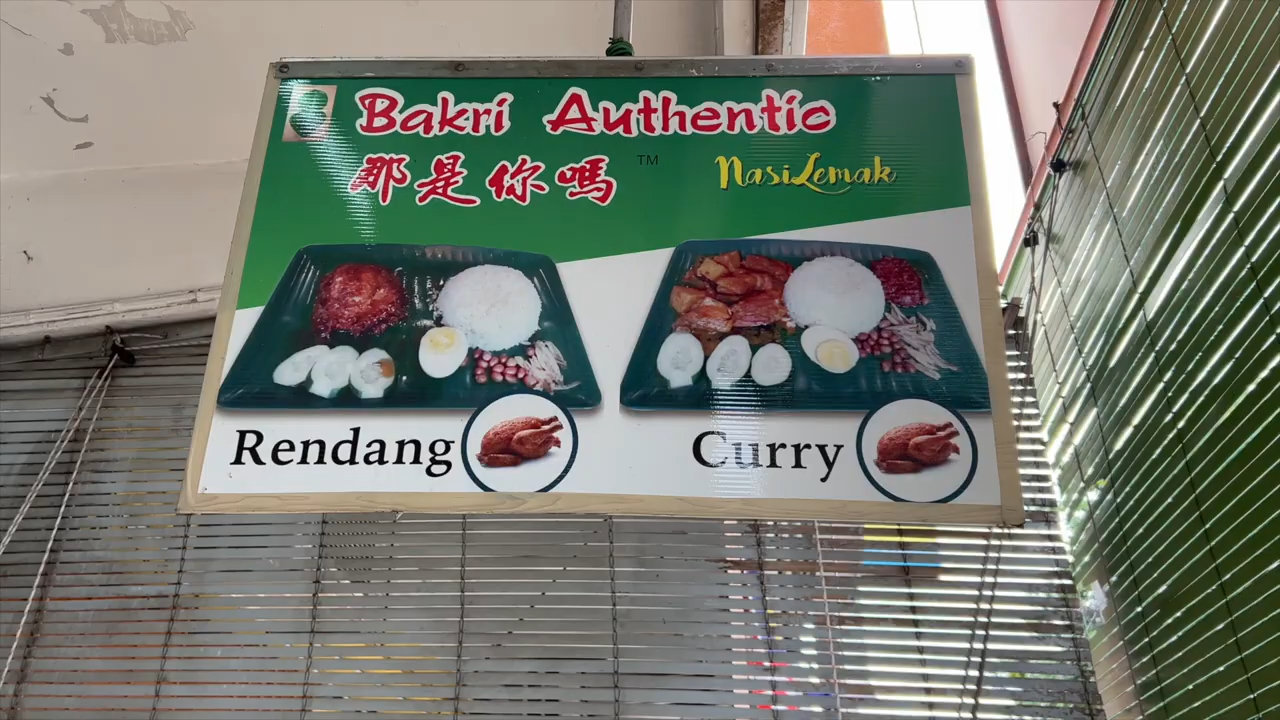 Bakri Authentic
那是你嗎 TM NasiLemak
Rendang
Curry